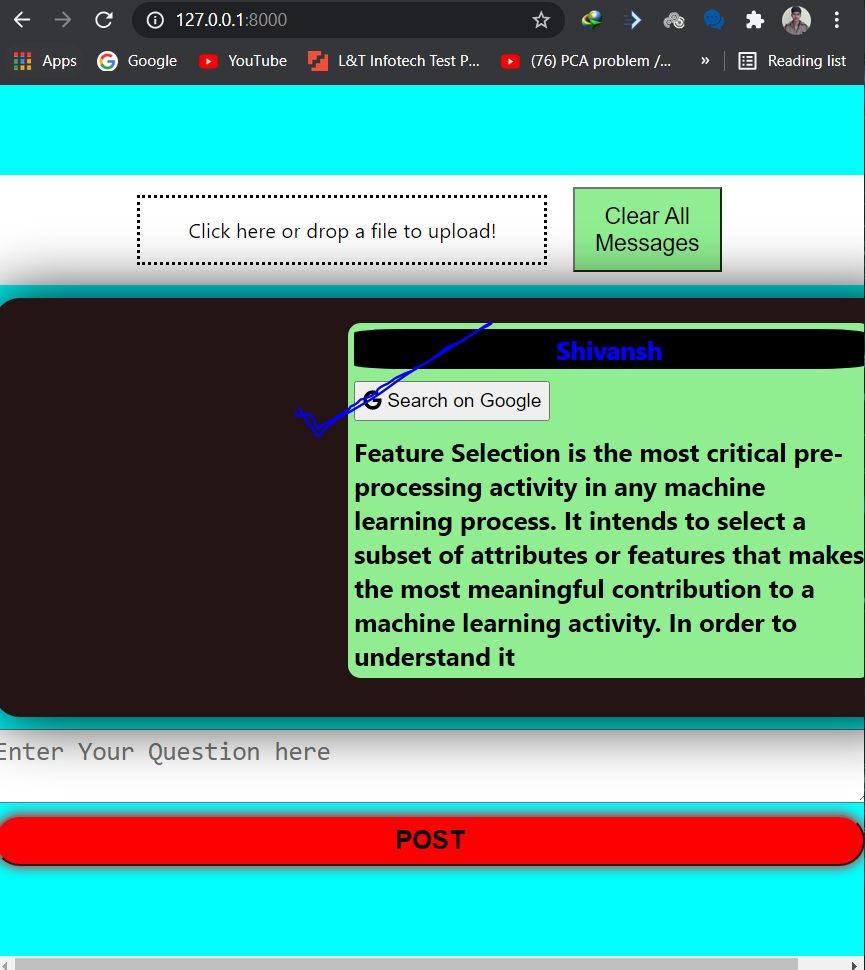 127.0.0.1:8000
Apps Google YouTube L&T Infotech Test P... (76) PCA problem /... » Reading list
Click here or drop a file to upload!
Clear All
Messages
Shivansh
Search on Google
Feature Selection is the most critical pre-
processing activity in any machine
learning process. It intends to select a
subset of attributes or features that makes
the most meaningful contribution to a
machine learning activity. In order to
understand it
Enter Your Question here
POST